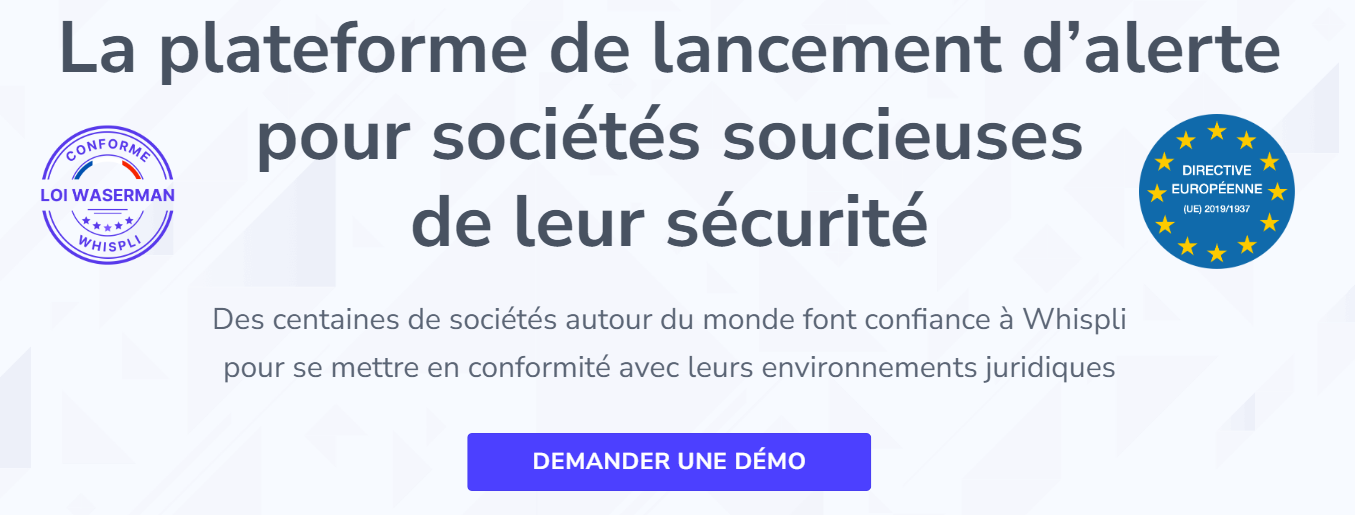 La plateforme de lancement d’alerte
pour sociétés soucieuses
de leur sécurité
CONFORME
LOI WASERMAN
WHISPLI
DIRECTIVE
EUROPÉENNE
(UE) 2019/1937
Des centaines de sociétés autour du monde font confiance à Whispli
pour se mettre en conformité avec leurs environnements juridiques
DEMANDER UNE DÉMO